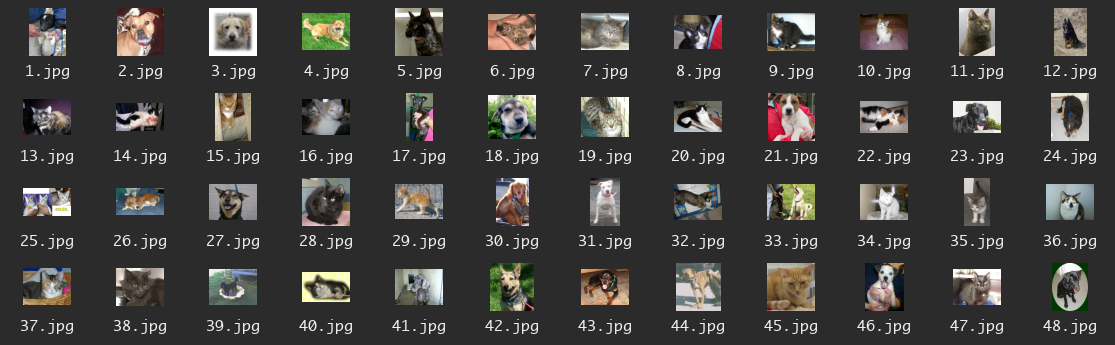 1.jpg 2.jpg 3.jpg 4.jpg 5.jpg 6.jpg 7.jpg 8.jpg 9.jpg 10.jpg 11.jpg 12.jpg
13.jpg 14.jpg 15.jpg 16.jpg 17.jpg 18.jpg 19.jpg 20.jpg 21.jpg 22.jpg 23.jpg 24.jpg
25.jpg 26.jpg 27.jpg 28.jpg 29.jpg 30.jpg 31.jpg 32.jpg 33.jpg 34.jpg 35.jpg 36.jpg
37.jpg 38.jpg 39.jpg 40.jpg 41.jpg 42.jpg 43.jpg 44.jpg 45.jpg 46.jpg 47.jpg 48.jpg